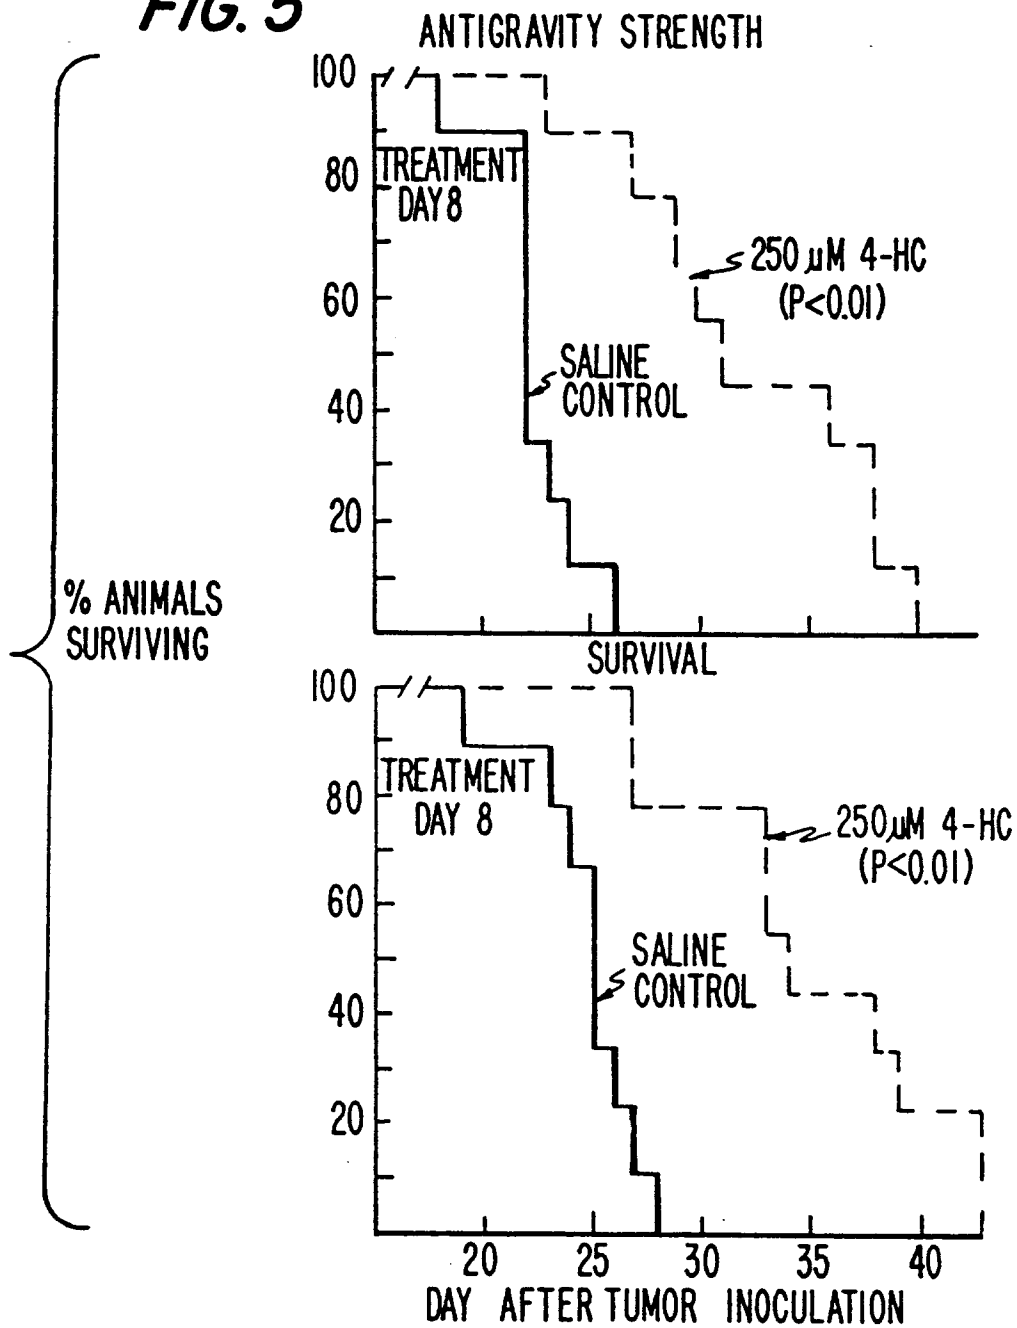 FIG. 5
ANTIGRAVITY STRENGTH
100
80
60
40
20
TREATMENT
DAY 8
250 µM 4-HC
(P<0.01)
SALINE
CONTROL
% ANIMALS
SURVIVING
SURVIVAL
100
80
60
40
20
TREATMENT
DAY 8
250µM 4-HC
(P<0.01)
SALINE
CONTROL
20 25 30 35 40
DAY AFTER TUMOR INOCULATION